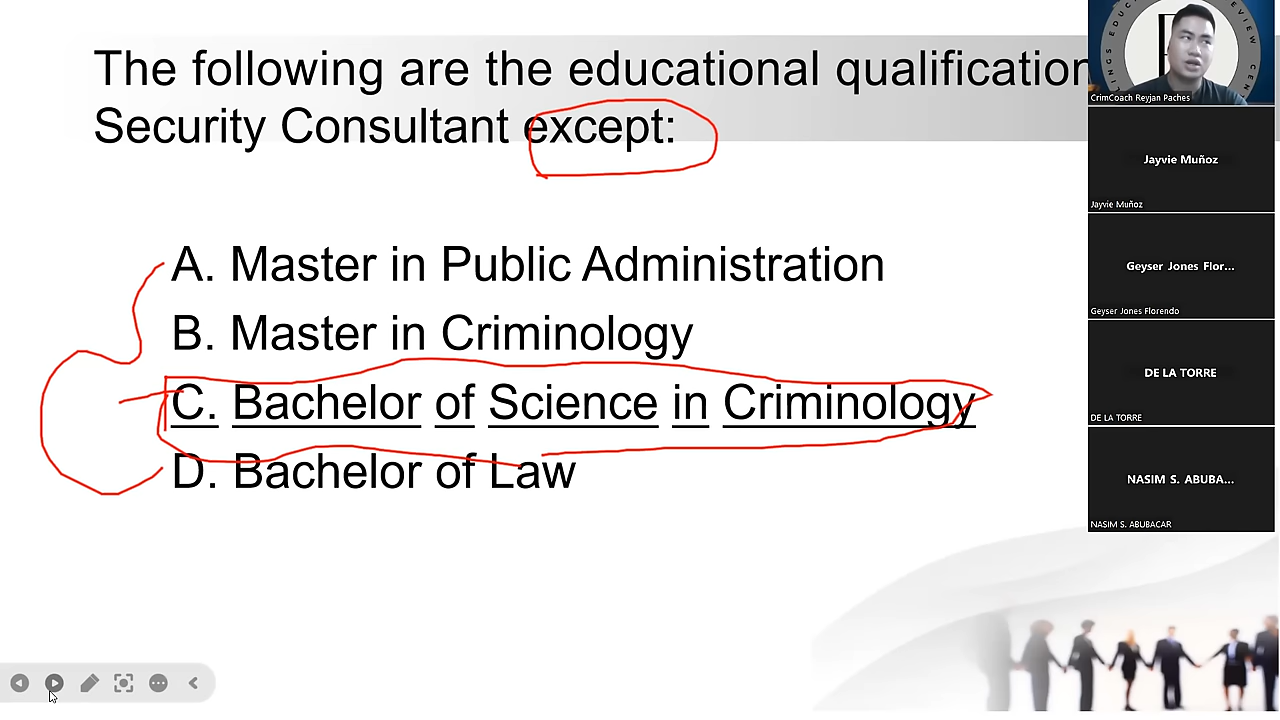 The following are the educational qualification
Security Consultant except:
A. Master in Public Administration
B. Master in Criminology
C. Bachelor of Science in Criminology
D. Bachelor of Law
CrimCoach Reyjan Paches
Jayvie Muñoz
Jayvie Muñoz
Geyser Jones Flor...
Geyser Jones Florendo
DE LA TORRE
DE LA TORRE
NASIM S. ABUBA...
NASIM S. ABUBACAR